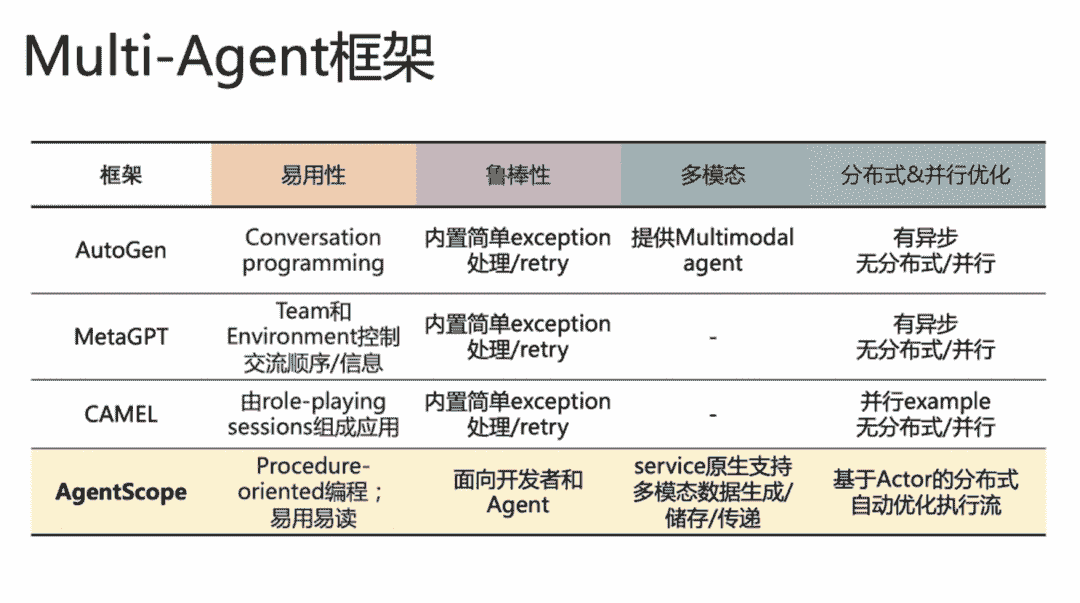 Multi-Agent框架
框架
易用性
鲁棒性
多模态
分布式&并行优化
AutoGen
Conversation
programming
内置简单exception
处理/retry
提供Multimodal
agent
有异步
无分布式/并行
MetaGPT
Team和
Environment控制
交流顺序/信息
内置简单exception
处理/retry
-
有异步
无分布式/并行
CAMEL
由role-playing
sessions组成应用
内置简单exception
处理/retry
-
并行example
无分布式/并行
AgentScope
Procedure-
oriented编程；
易用易读
面向开发者和
Agent
service原生支持
多模态数据生成/
储存/传递
基于Actor的分布式
自动优化执行流